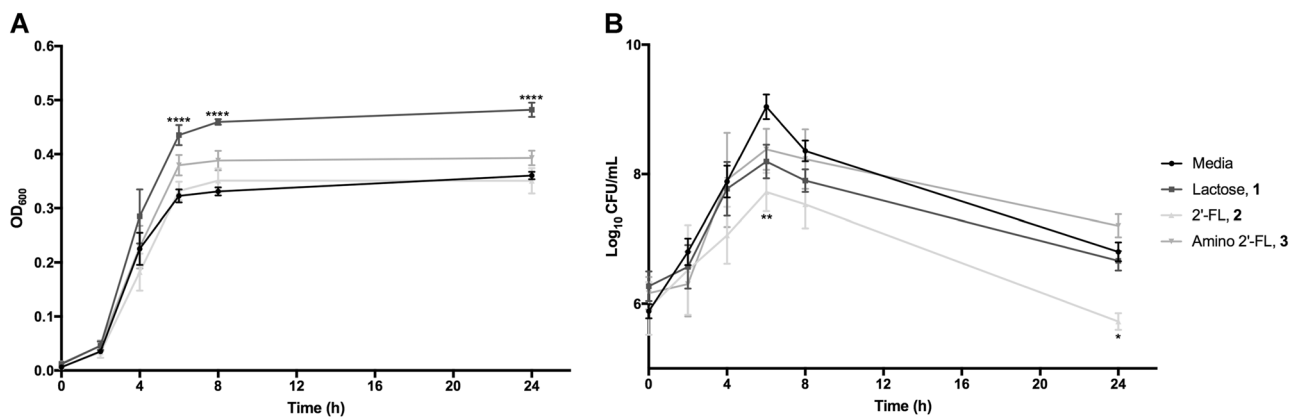 A
0.6
0.5
0.4
0.3
0.2
0.1
0.0
OD600
0 4 8 12 16 20 24
Time (h)
**** **** ****
B
10
8
6
Log10 CFU/mL
0 4 8 12 16 20 24
Time (h)
**
*
Media
Lactose, 1
2'-FL, 2
Amino 2'-FL, 3